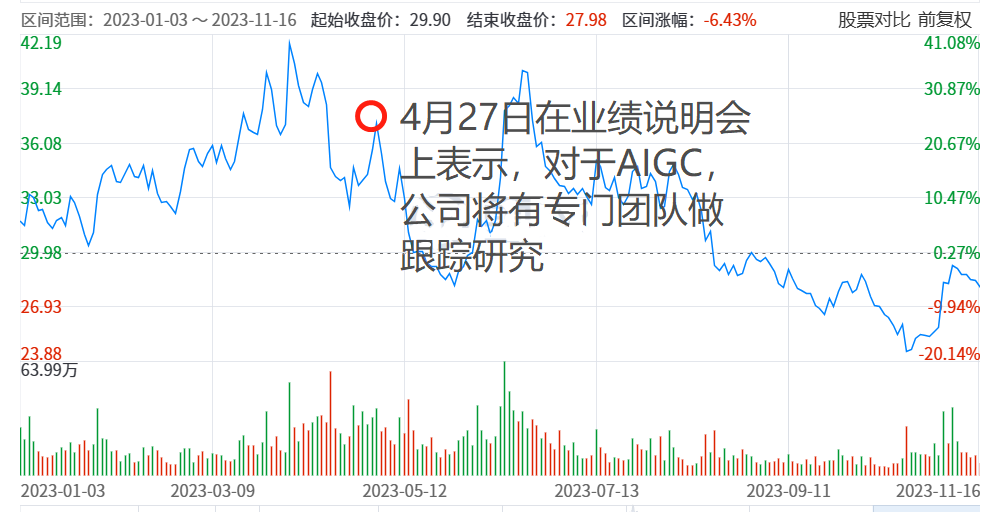 区间范围：2023-01-03 ～ 2023-11-16 起始收盘价：29.90 结束收盘价：27.98 区间涨幅：-6.43% 股票对比 前复权
42.19 41.08%
39.14 30.87%
36.08 20.67%
33.03 10.47%
29.98 0.27%
26.93 -9.94%
23.88 -20.14%
4月27日在业绩说明会
上表示，对于AIGC，
公司将有专门团队做
跟踪研究
63.99万
2023-01-03 2023-03-09 2023-05-12 2023-07-13 2023-09-11 2023-11-16